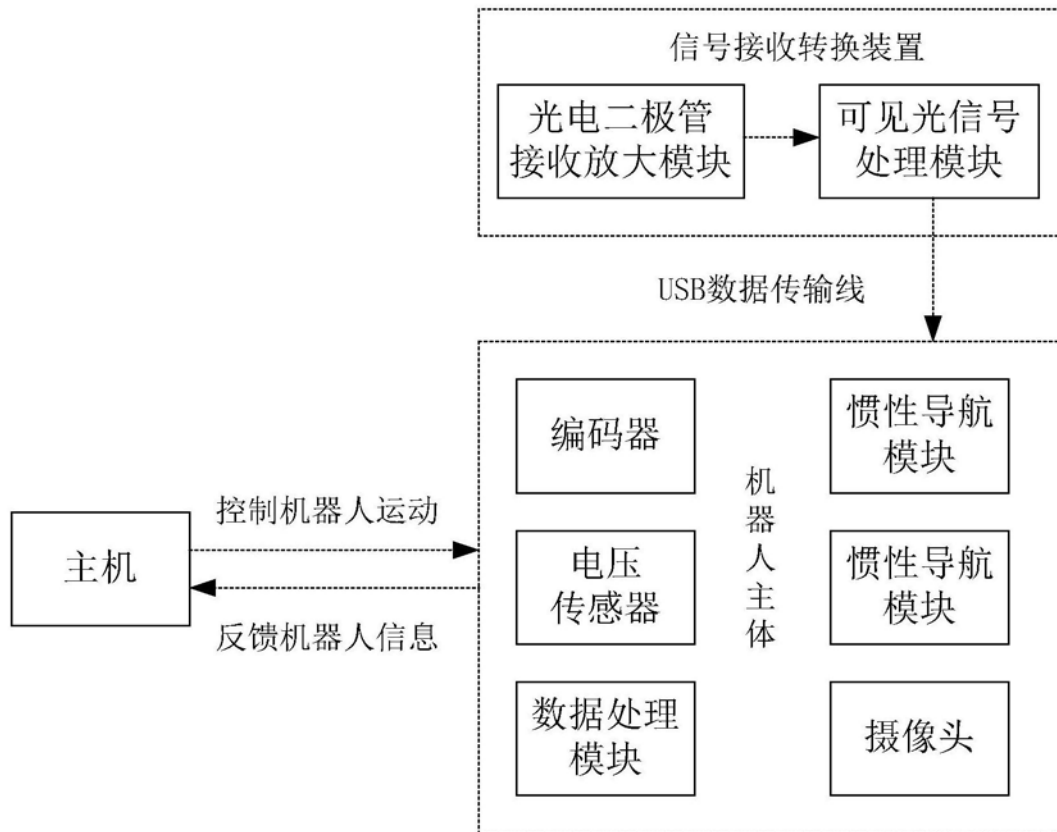 信号接收转换装置
光电二极管
接收放大模块
可见光信号
处理模块
USB数据传输线
编码器
惯性导航
模块
机器人主体
控制机器人运动
主机
反馈机器人信息
电压
传感器
惯性导航
模块
数据处理
模块
摄像头